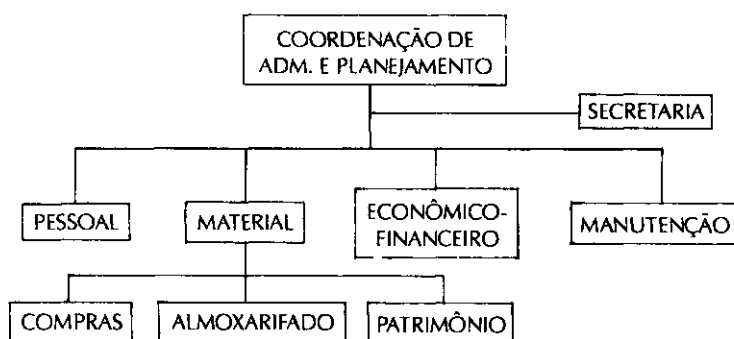 COORDENAÇÃO DE
ADM. E PLANEJAMENTO
SECRETARIA
PESSOAL
MATERIAL
ECONÔMICO-
FINANCEIRO
MANUTENÇÃO
COMPRAS
ALMOXARIFADO
PATRIMÔNIO